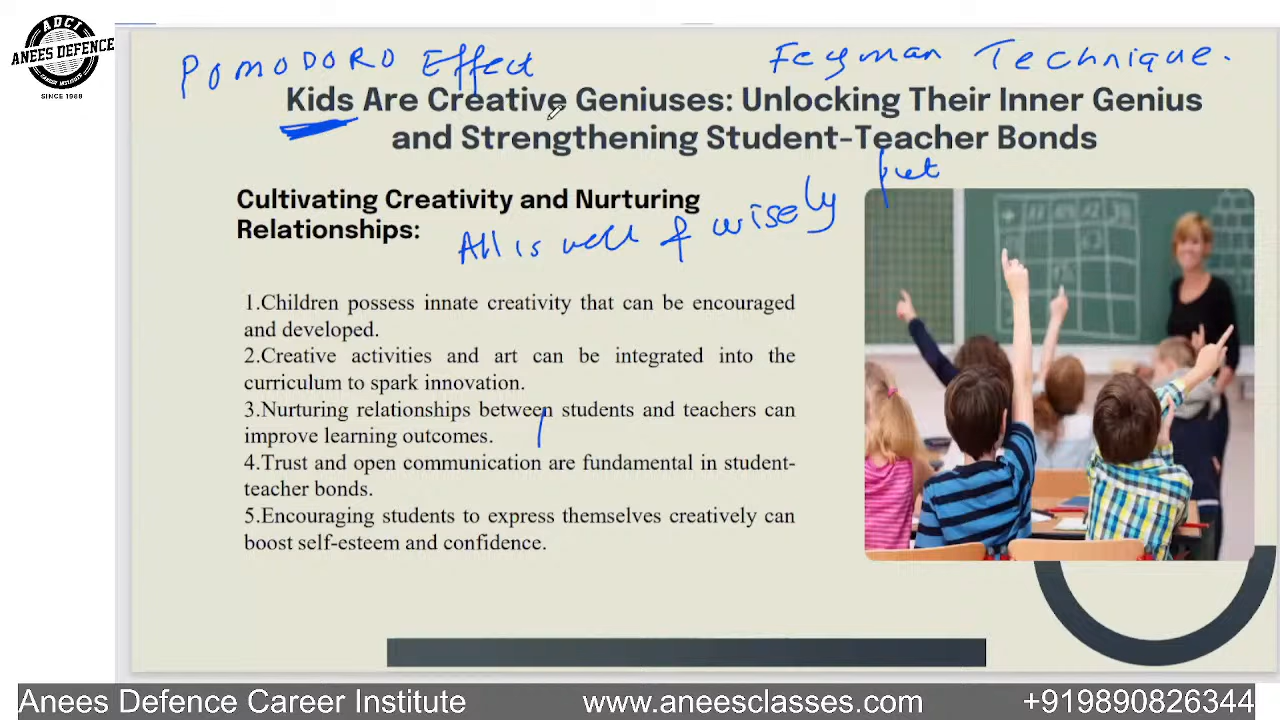 ADCI
ANEES DEFENCE
CAREER INSTITUTE
SINCE 1988
POMODORO Effect
Feyman Technique.
Kids Are Creative Geniuses: Unlocking Their Inner Genius
and Strengthening Student-Teacher Bonds
Cultivating Creativity and Nurturing
Relationships:
All is well & wisely put
1.Children possess innate creativity that can be encouraged
and developed.
2.Creative activities and art can be integrated into the
curriculum to spark innovation.
3.Nurturing relationships between students and teachers can
improve learning outcomes.
4.Trust and open communication are fundamental in student-
teacher bonds.
5.Encouraging students to express themselves creatively can
boost self-esteem and confidence.
Anees Defence Career Institute
www.aneesclasses.com
+919890826344